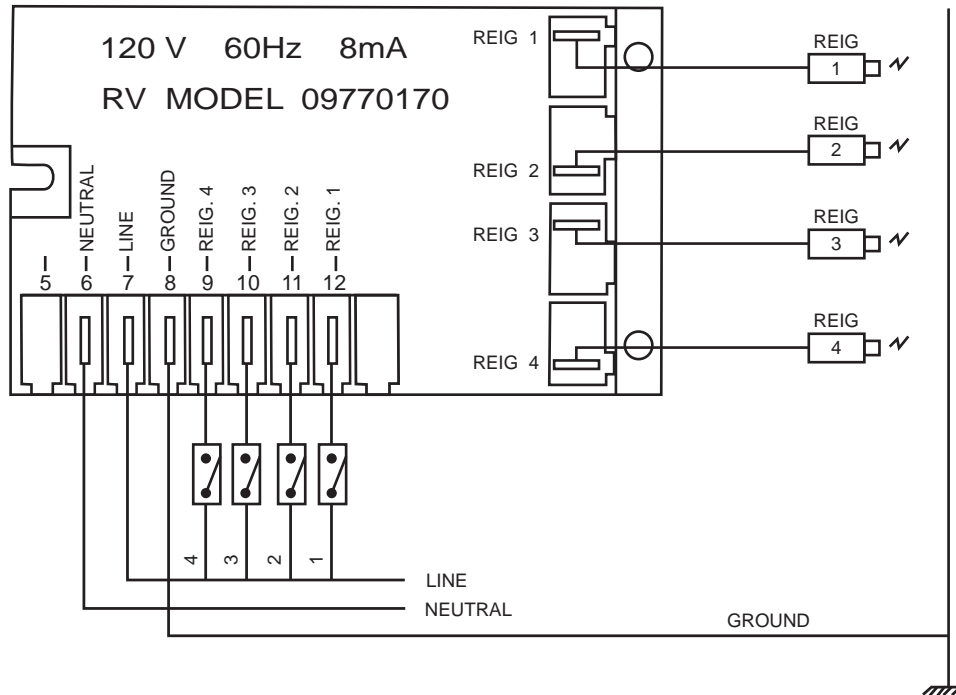 120 V 60Hz 8mA
RV MODEL 09770170
REIG 1
REIG 2
REIG 3
REIG 4
REIG
1
REIG
2
REIG
3
REIG
4
NEUTRAL
LINE
GROUND
REIG. 4
REIG. 3
REIG. 2
REIG. 1
5 6 7 8 9 10 11 12
4 3 2 1
LINE
NEUTRAL
GROUND